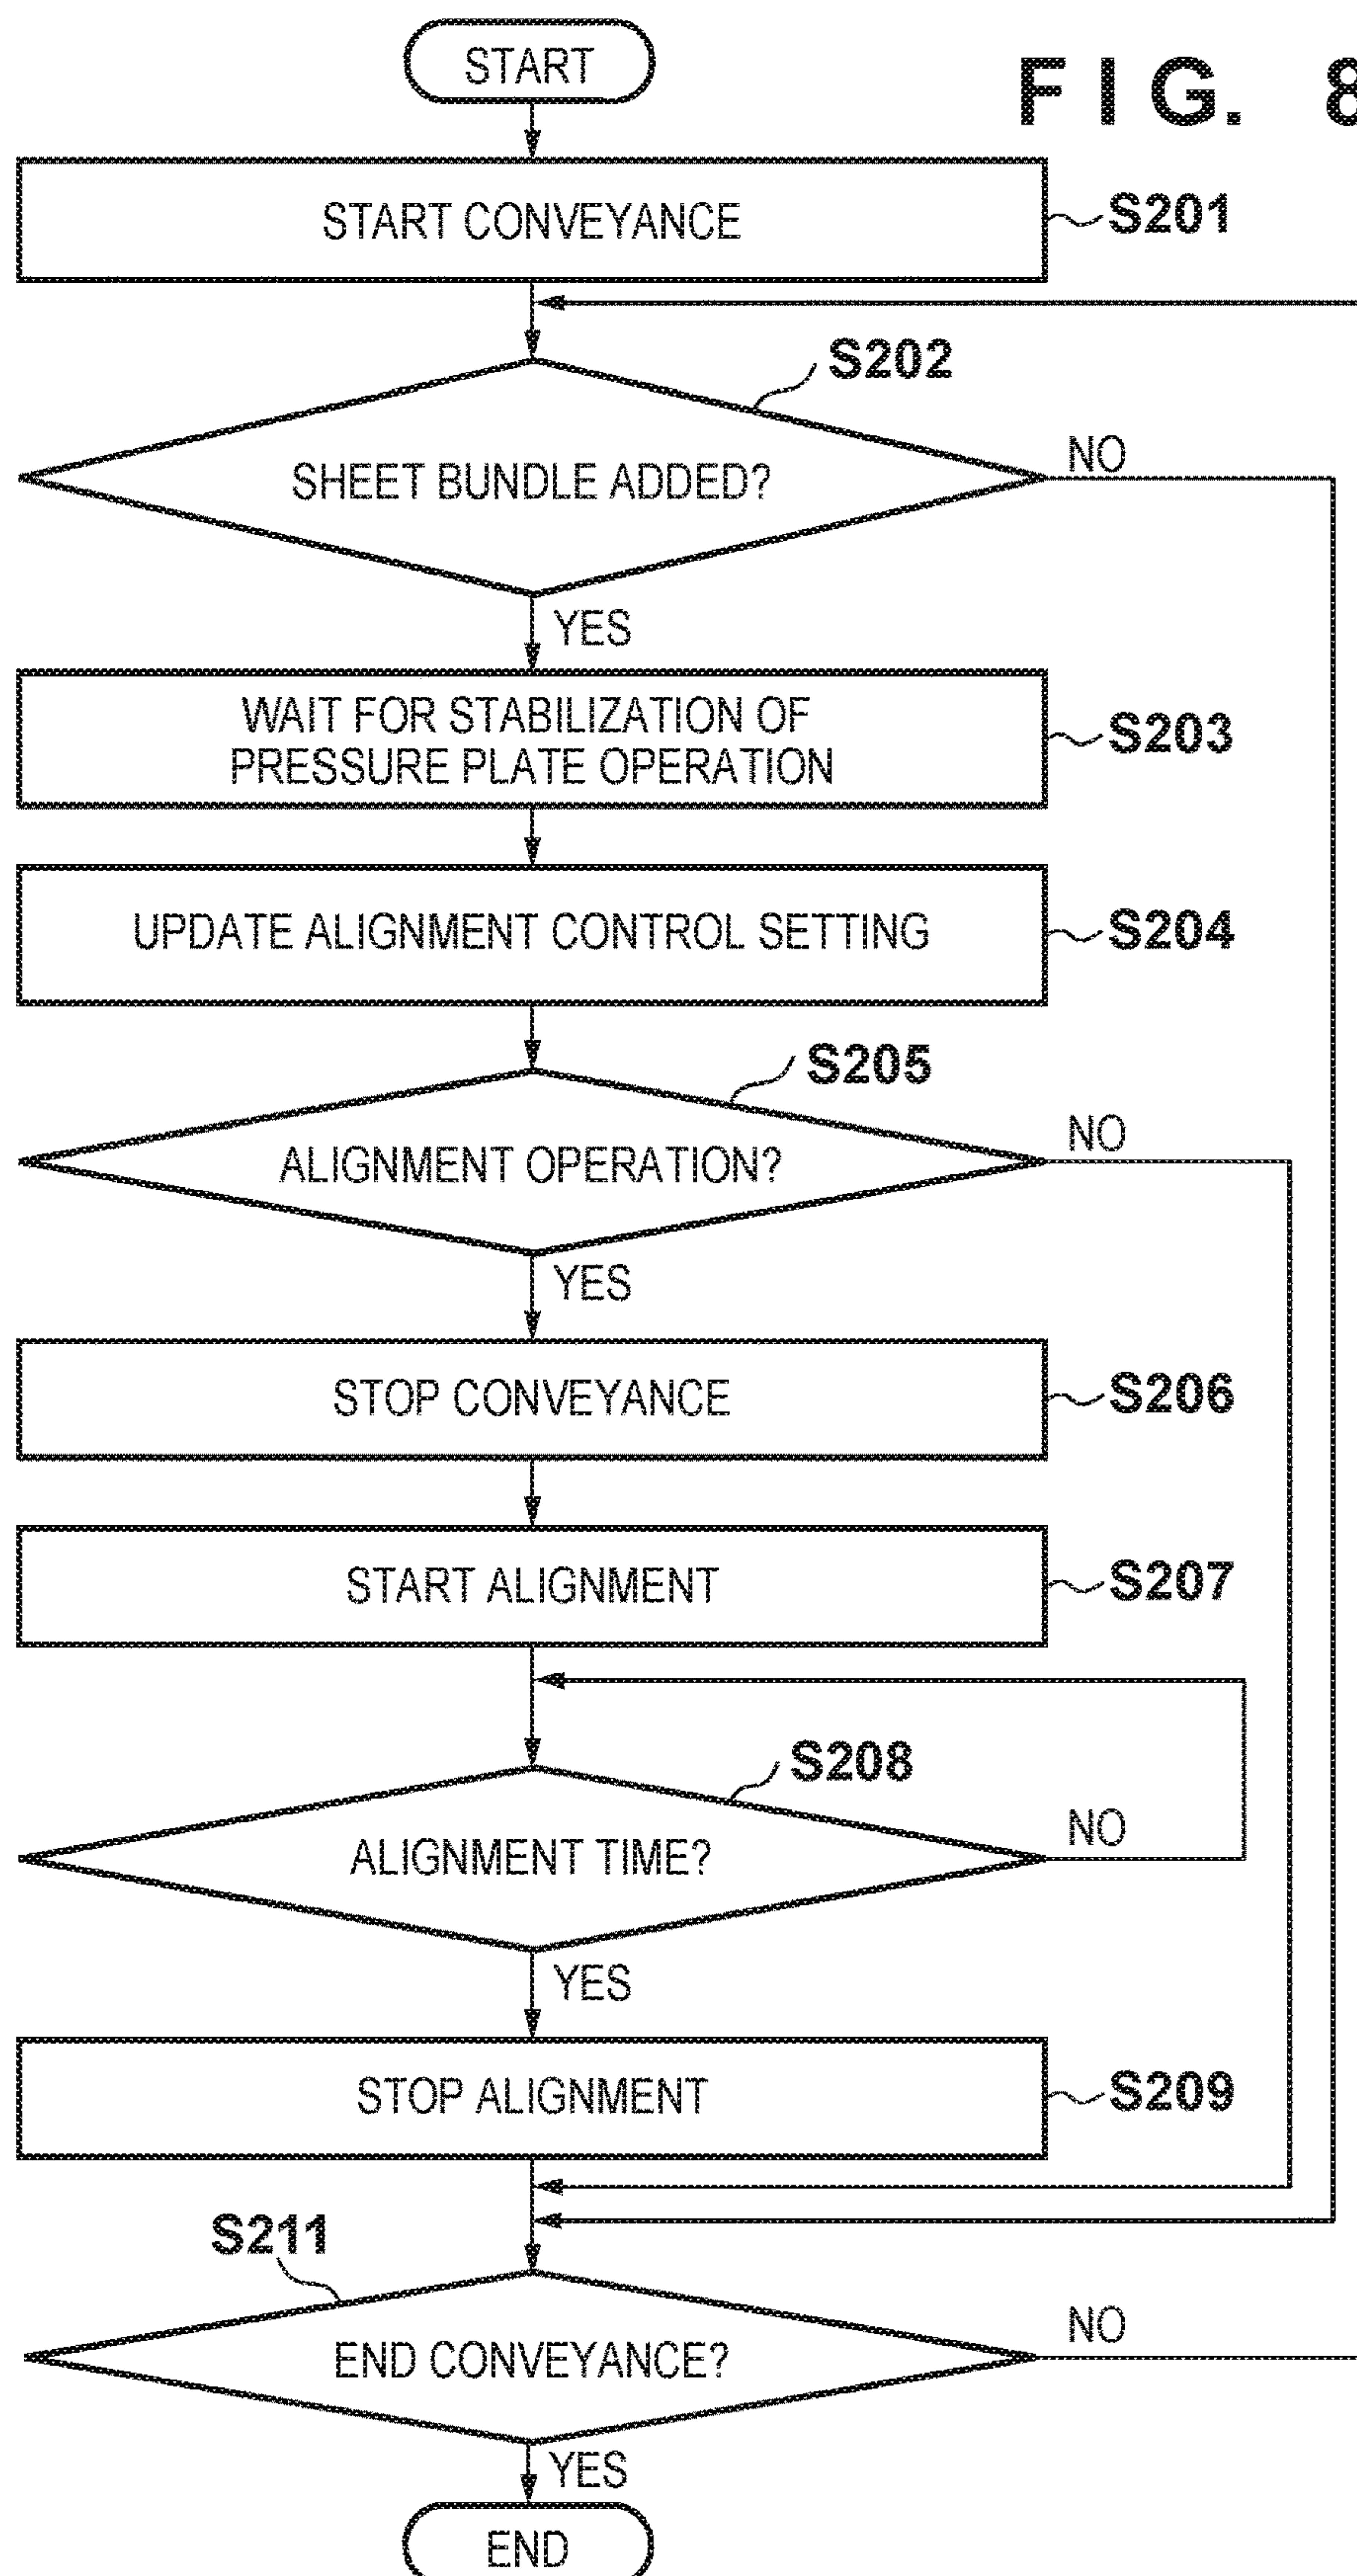 START
FIG. 8
START CONVEYANCE
S201
S202
SHEET BUNDLE ADDED?
NO
YES
WAIT FOR STABILIZATION OF
PRESSURE PLATE OPERATION
S203
UPDATE ALIGNMENT CONTROL SETTING
S204
S205
ALIGNMENT OPERATION?
NO
YES
STOP CONVEYANCE
S206
START ALIGNMENT
S207
S208
ALIGNMENT TIME?
NO
YES
STOP ALIGNMENT
S209
S211
END CONVEYANCE?
NO
YES
END